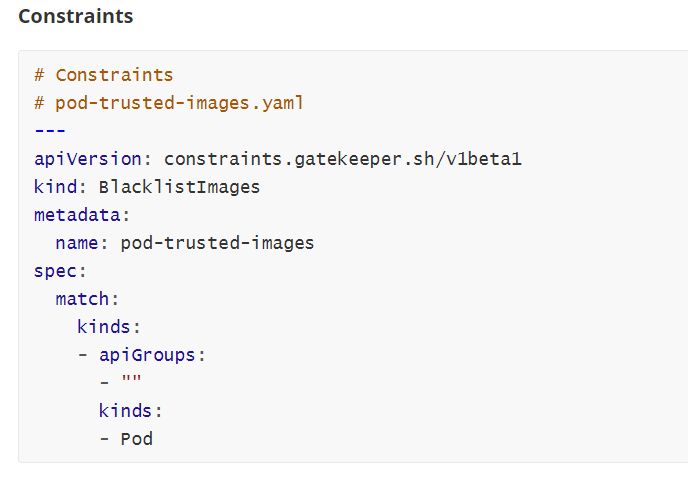 Constraints
# Constraints
# pod-trusted-images.yaml
---
apiVersion: constraints.gatekeeper.sh/v1beta1
kind: BlacklistImages
metadata:
  name: pod-trusted-images
spec:
  match:
    kinds:
    - apiGroups:
      - ""
      kinds:
      - Pod